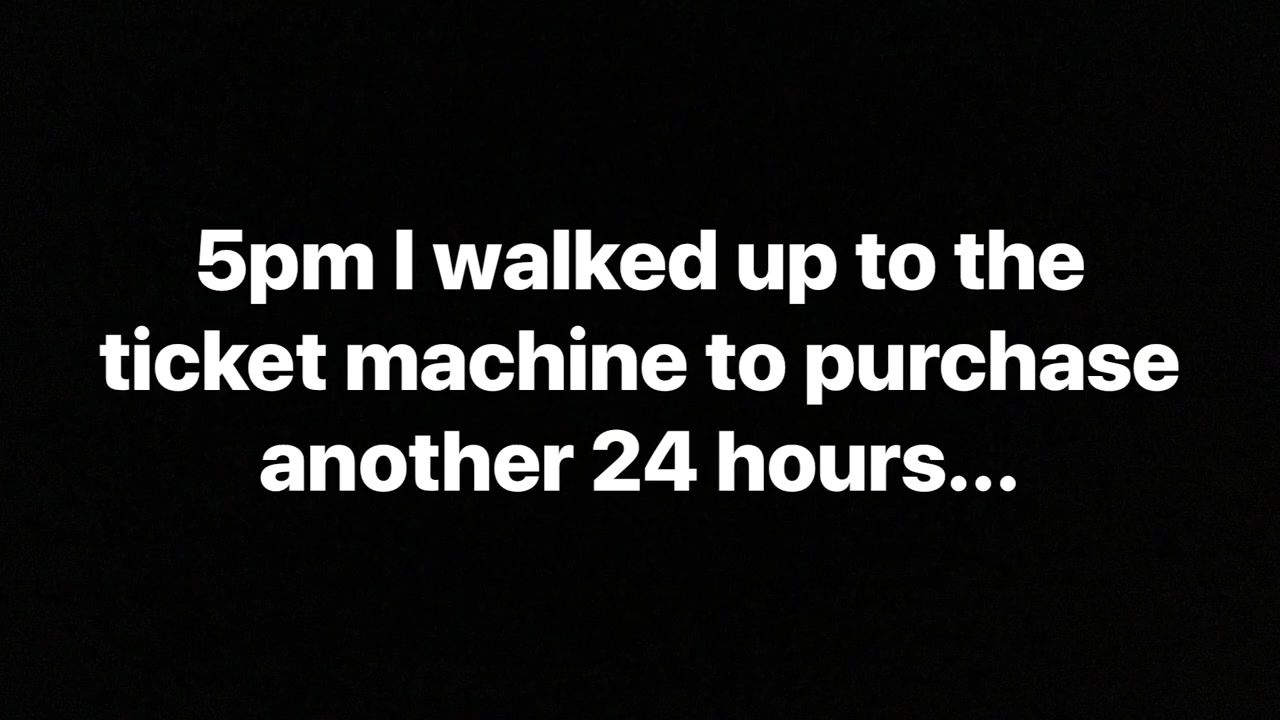 5pm I walked up to the
ticket machine to purchase
another 24 hours...